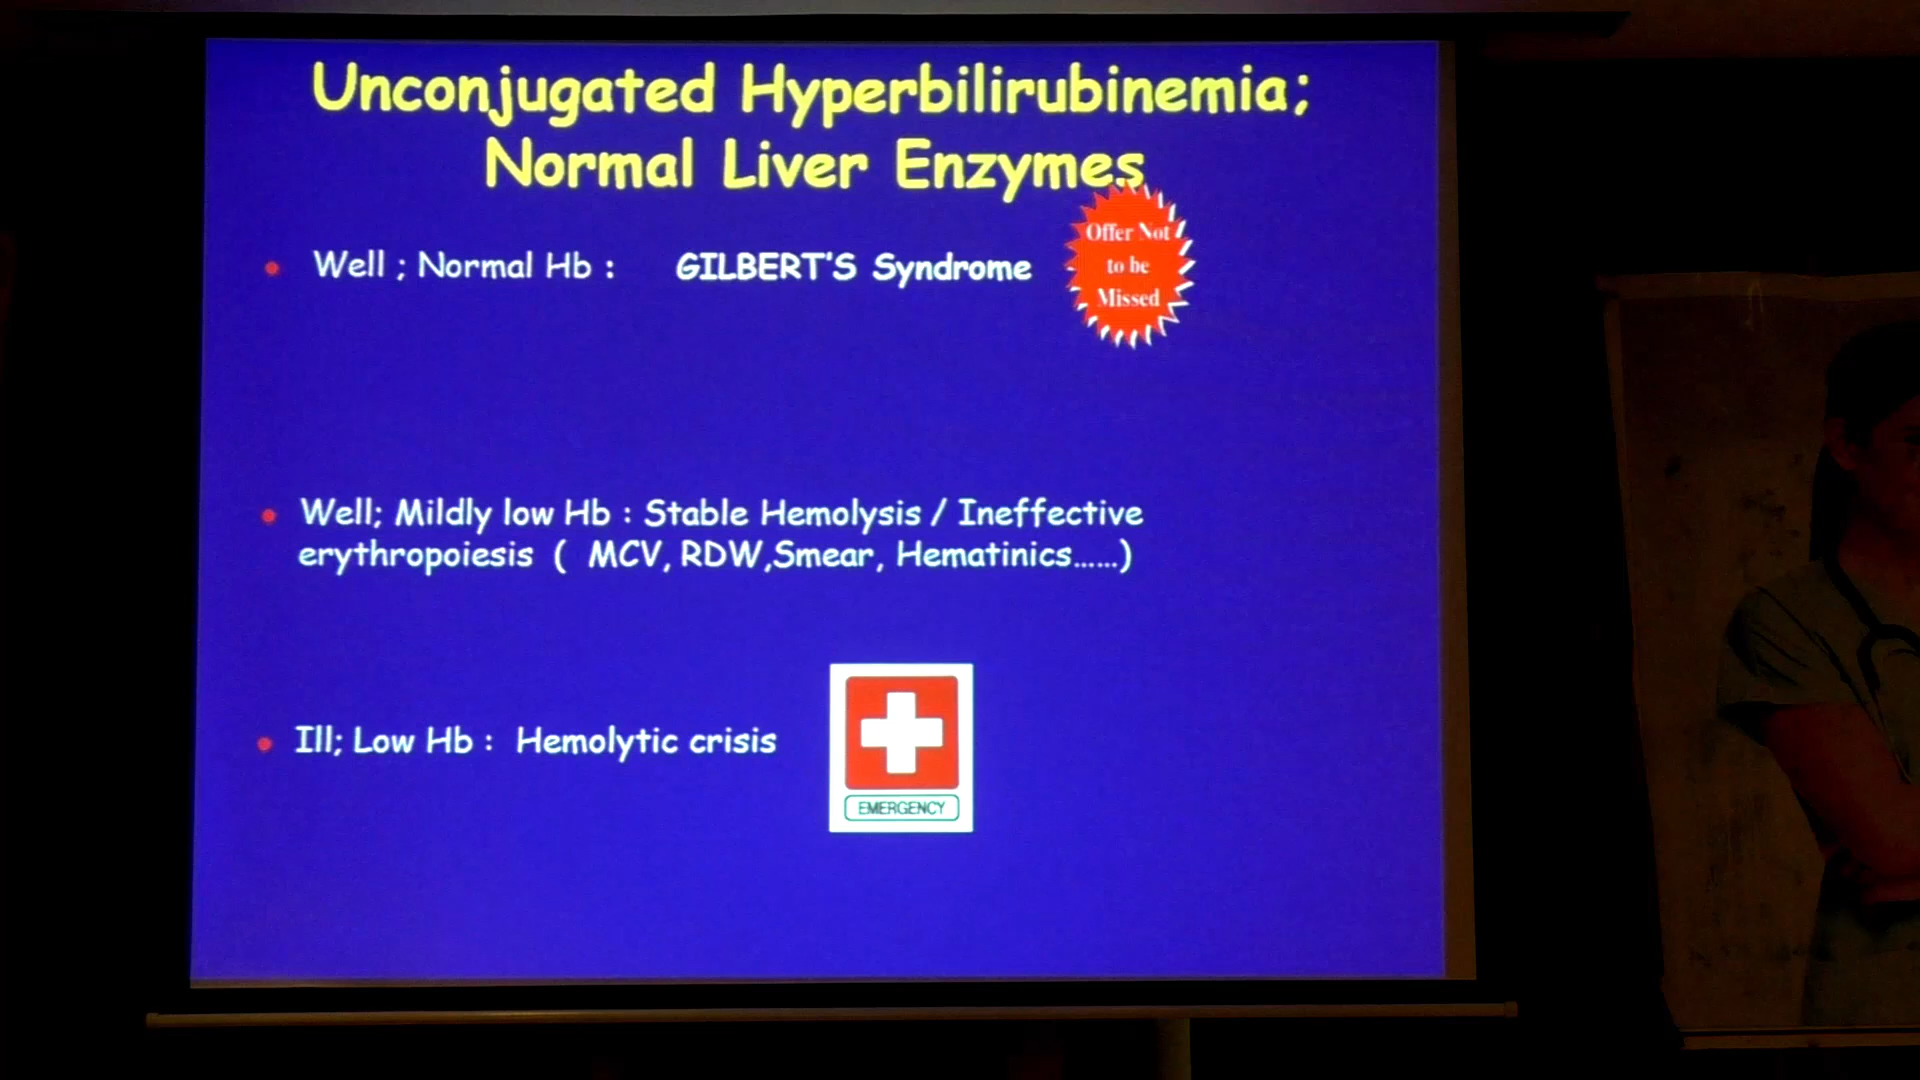 Unconjugated Hyperbilirubinemia;
Normal Liver Enzymes
Well ; Normal Hb : GILBERT'S Syndrome
Offer Not
to be
Missed
Well; Mildly low Hb : Stable Hemolysis / Ineffective
erythropoiesis ( MCV, RDW,Smear, Hematinics......)
Ill; Low Hb : Hemolytic crisis
EMERGENCY